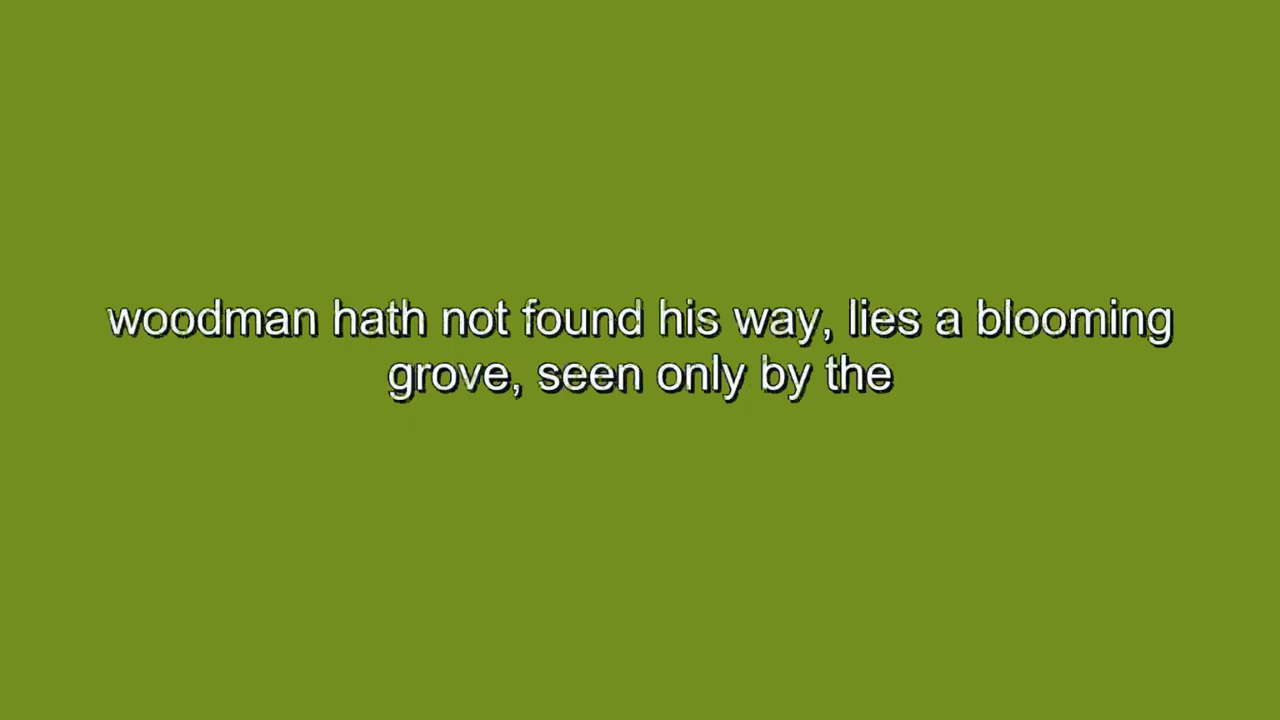 woodman hath not found his way, lies a blooming
grove, seen only by the